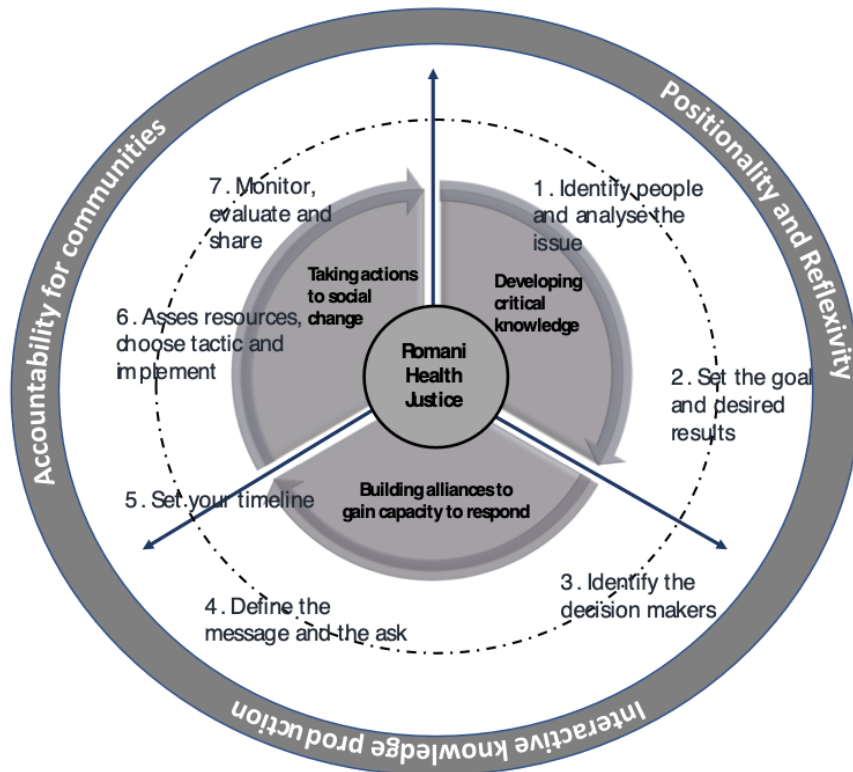 Accountability for communities
Positionality and Reflexivity
7. Monitor,
evaluate and
share
1. Identify people
and analyse the
issue
Taking actions
to social
change
Developing
critical
knowledge
6. Asses resources,
choose tactic and
implement
Romani
Health
Justice
2. Set the goal
and desired
results
Building alliances to
gain capacity to respond
5. Set your timeline
3. Identify the
decision makers
4. Define the
message and the ask
Interactive knowledge production